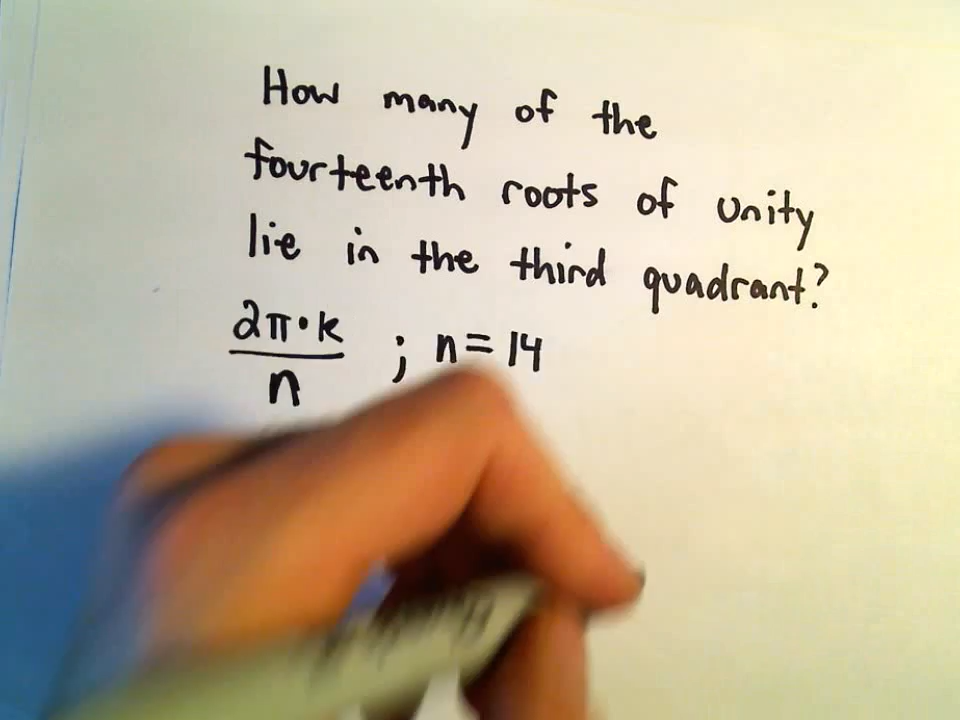 How many of the
fourteenth roots of unity
lie in the third quadrant?
2π·k
n
; n=14